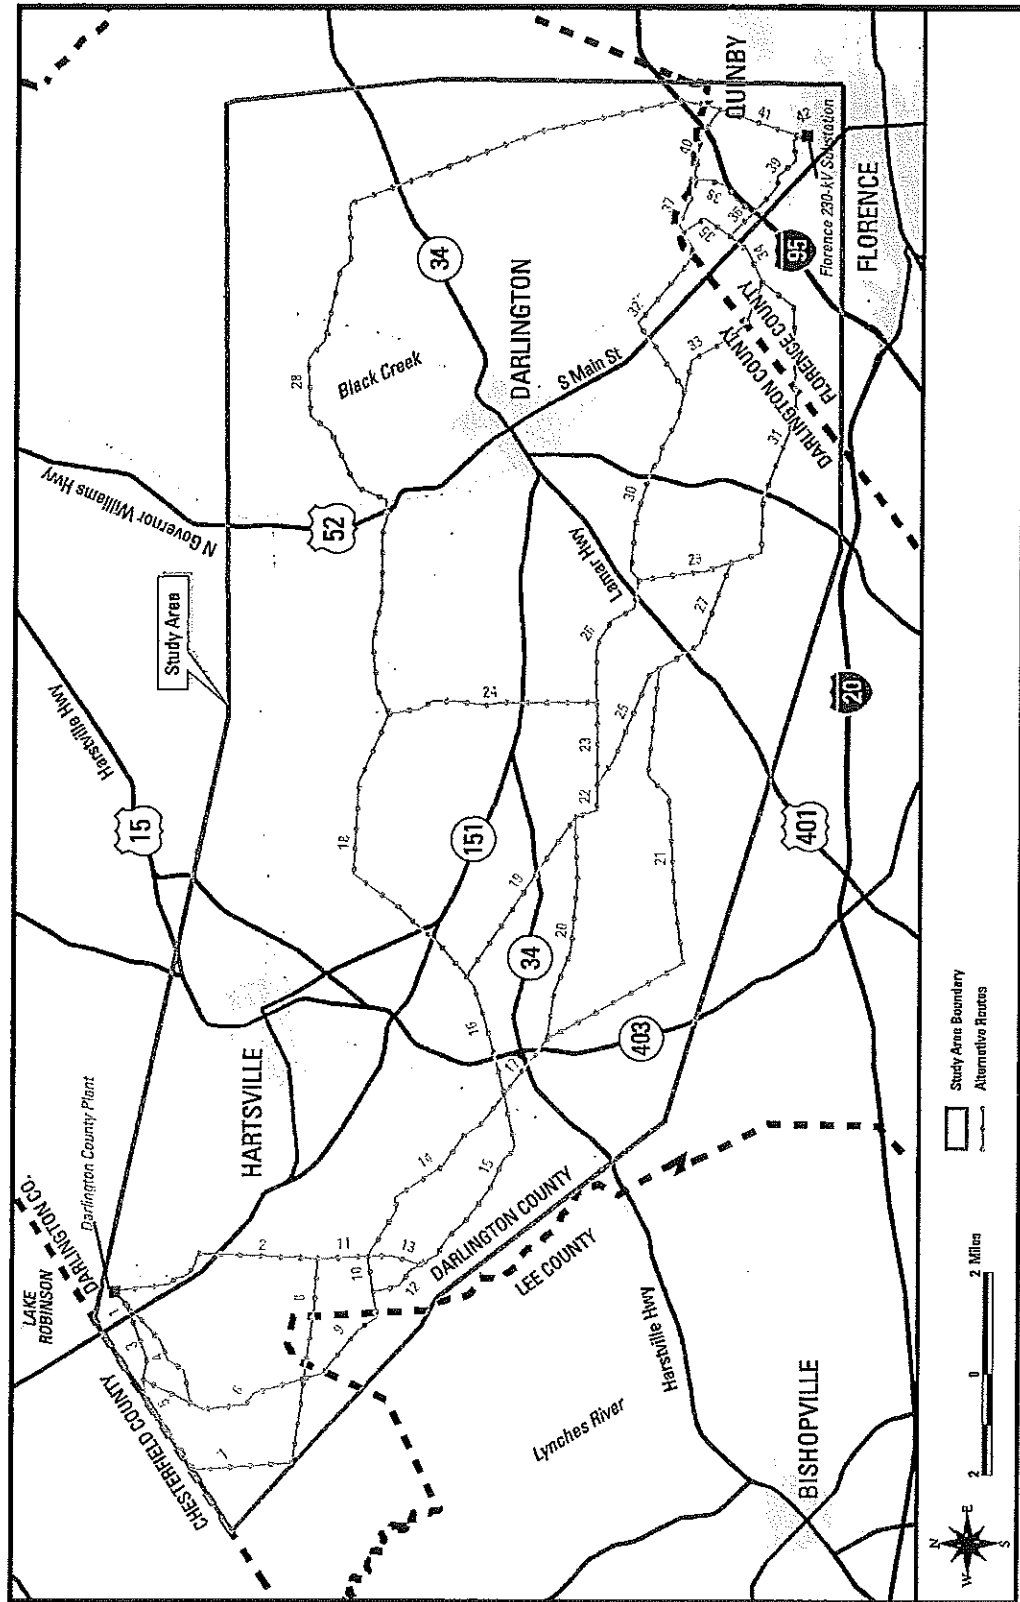 LAKE
ROBINSON
DARLINGTON CO.
Darlington County Plant
CHESTERFIELD COUNTY
1
2
3
4
5
6
7
8
9
10
11
12
13
14
15
16
17
18
19
20
21
22
23
24
25
26
27
28
29
30
31
32
33
34
35
36
37
38
39
40
41
42
HARTSVILLE
15
Harstville Hwy
Study Area
N Governor Williams Hwy
52
151
34
403
DARLINGTON COUNTY
LEE COUNTY
Harstville Hwy
Lynches River
BISHOPVILLE
401
20
Lamar Hwy
Black Creek
34
DARLINGTON
S Main St
DARLINGTON COUNTY
FLORENCE COUNTY
95
QUINBY
Florence 230-kV Substation
FLORENCE
N
W
E
S
2
0
2 Miles
Study Area Boundary
Alternative Routes